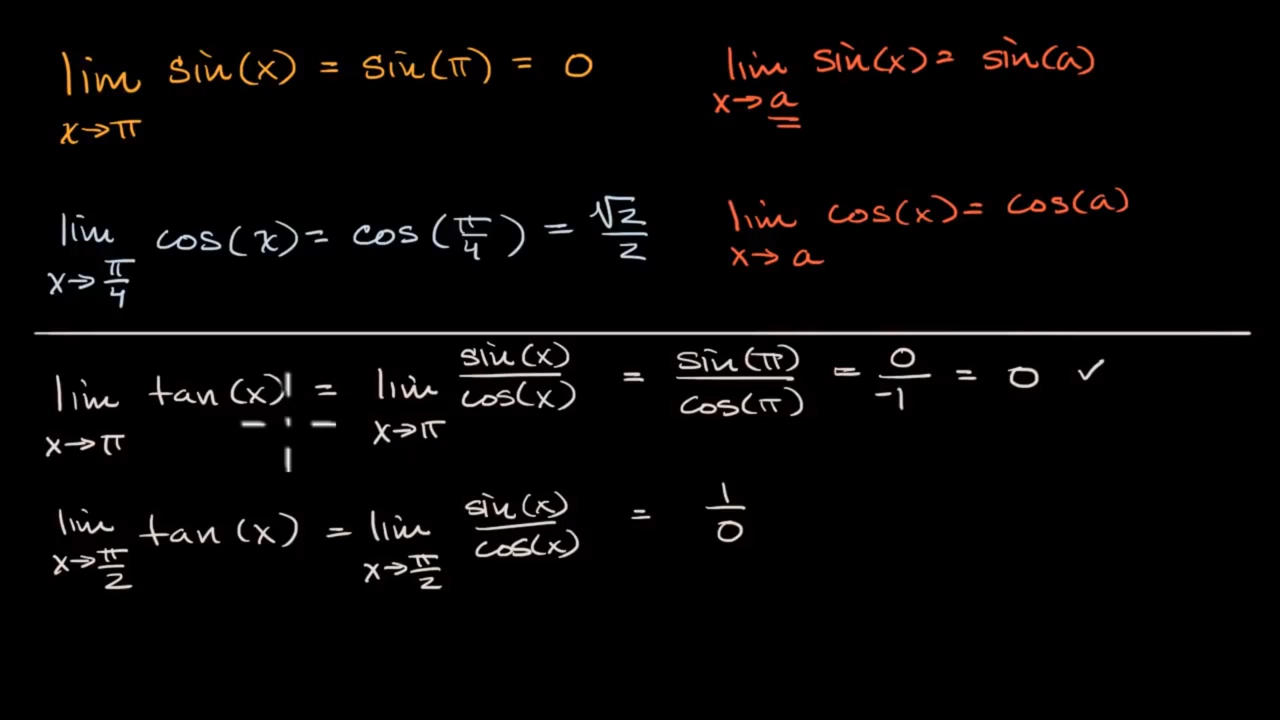 lim x→π sin(x) = sin(π) = 0
lim x→a sin(x) = sin(a)
lim x→π/4 cos(x) = cos(π/4) = √2/2
lim x→a cos(x) = cos(a)
lim x→π tan(x) = lim x→π sin(x)/cos(x) = sin(π)/cos(π) = 0/-1 = 0 ✓
lim x→π/2 tan(x) = lim x→π/2 sin(x)/cos(x) = 1/0